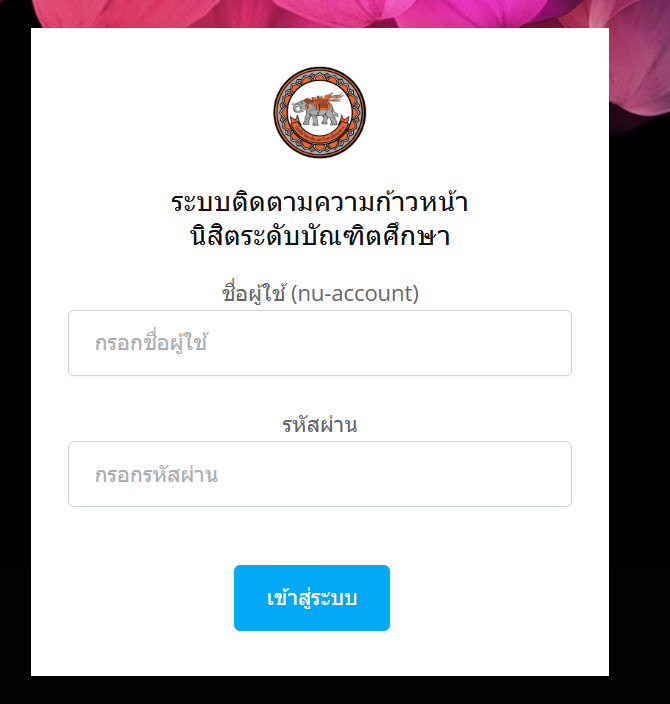 ระบบติดตามความก้าวหน้า
นิสิตระดับบัณฑิตศึกษา
ชื่อผู้ใช้ (nu-account)
กรอกชื่อผู้ใช้
รหัสผ่าน
กรอกรหัสผ่าน
เข้าสู่ระบบ